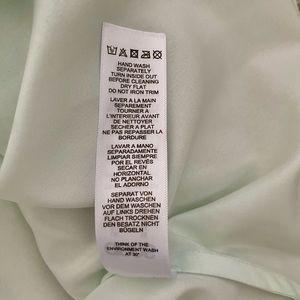 HAND WASH
SEPARATELY
TURN INSIDE OUT
BEFORE CLEANING
DRY FLAT
DO NOT IRON TRIM
LAVER A LA MAIN
SEPAREMENT
TOURNER A
L'INTERIEUR AVANT
DE NETTOYER
SECHER A PLAT
NE PAS REPASSER LA
BORDURE
LAVAR A MANO
SEPARADAMENTE
LIMPIAR SIEMPRE
POR EL REVÉS
SECAR EN
HORIZONTAL
NO PLANCHAR
EL ADORNO
SEPARAT VON
HAND WASCHEN
VOR DEM WASCHEN
AUF LINKS DREHEN
FLACH TROCKNEN
DEN BESATZ NICHT
BÜGELN
THINK OF THE
ENVIRONMENT WASH
AT 30°